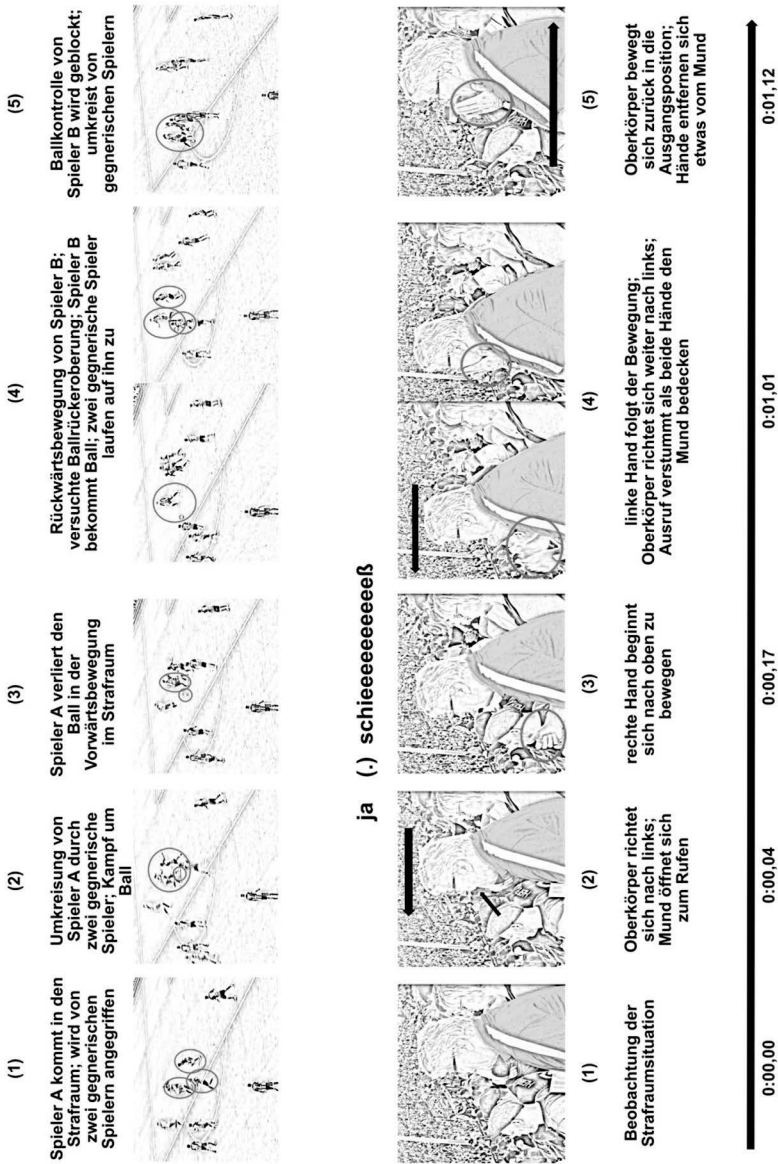 (1)
Spieler A kommt in den
Strafraum; wird von
zwei gegnerischen
Spielern angegriffen
(2)
Umkreisung von
Spieler A durch
zwei gegnerische
Spieler; Kampf um
Ball
(3)
Spieler A verliert den
Ball in der
Vorwärtsbewegung
im Strafraum
(4)
Rückwärtsbewegung von Spieler B;
versuchte Ballrückeroberung; Spieler B
bekommt Ball; zwei gegnerische Spieler
laufen auf ihn zu
(5)
Ballkontrolle von
Spieler B wird geblockt;
umkreist von
gegnerischen Spielern
ja (.) schieeeeeeeeeeeß
(1)
Beobachtung der
Strafraumsituation
(2)
Oberkörper richtet
sich nach links;
Mund öffnet sich
zum Rufen
(3)
rechte Hand beginnt
sich nach oben zu
bewegen
(4)
linke Hand folgt der Bewegung;
Oberkörper richtet sich weiter nach links;
Ausruf verstummt als beide Hände den
Mund bedecken
(5)
Oberkörper bewegt
sich zurück in die
Ausgangsposition;
Hände entfernen sich
etwas vom Mund
0:00,00
0:00,04
0:00,17
0:01,01
0:01,12